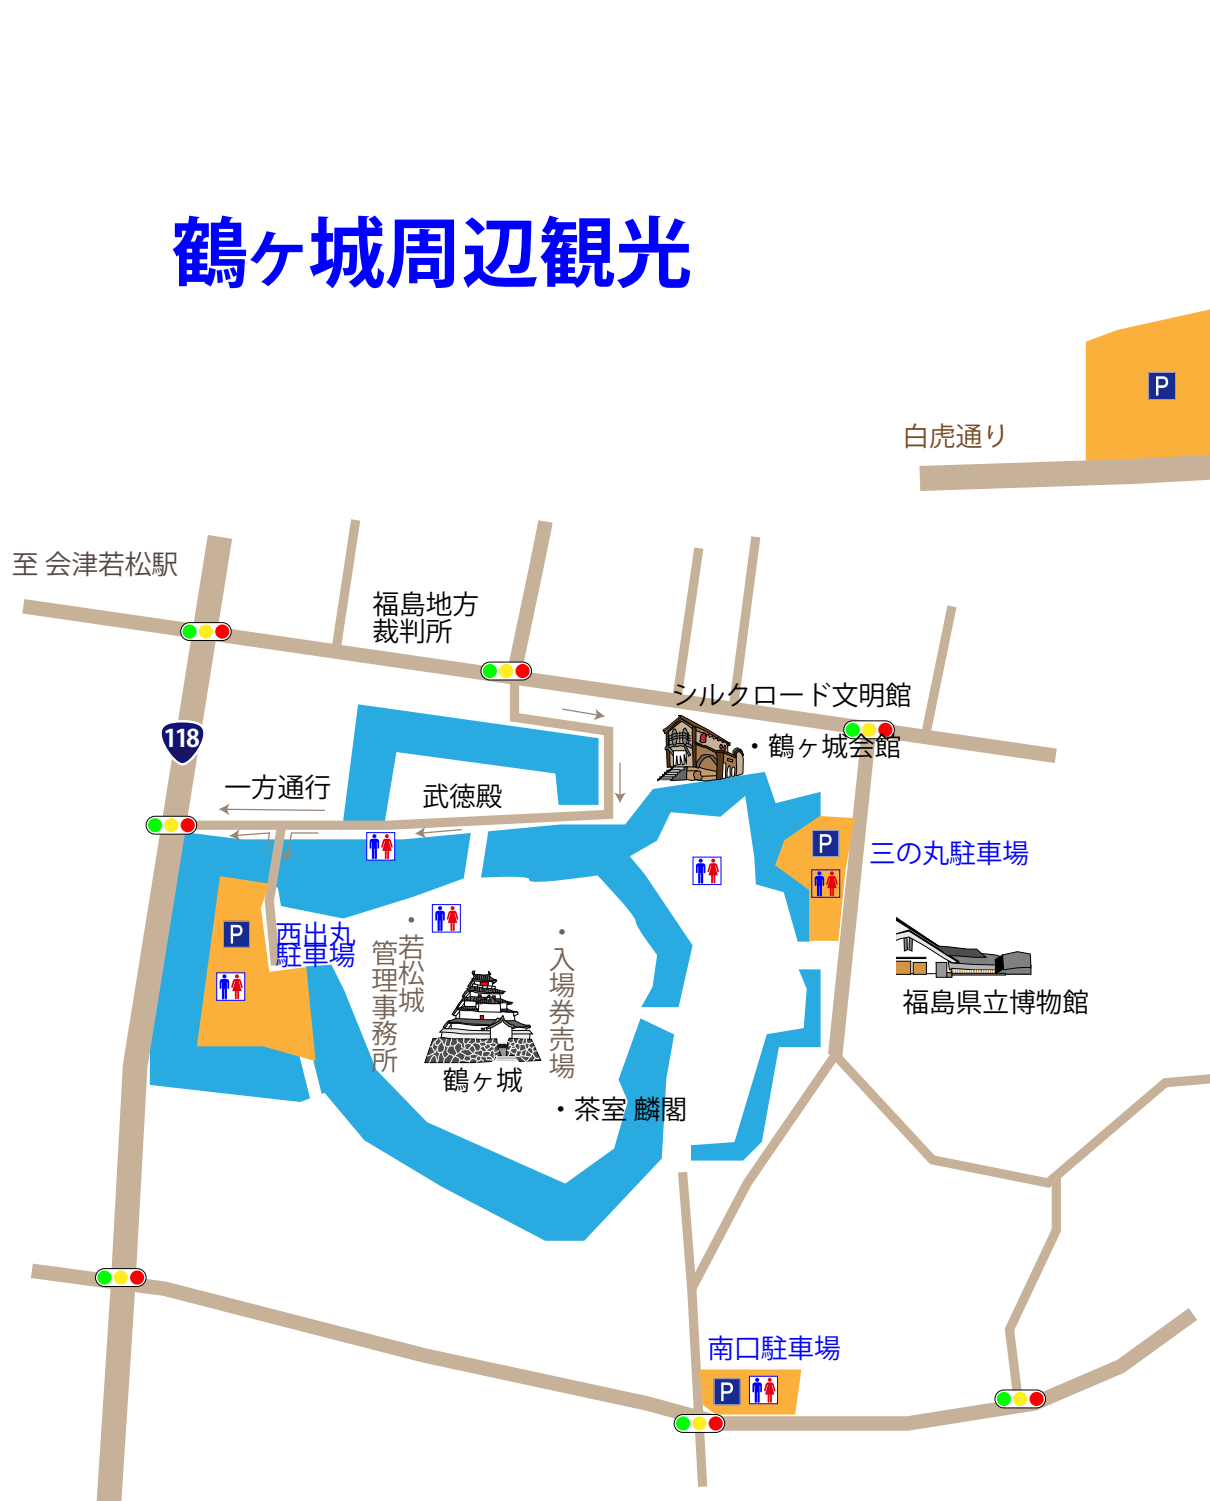 鶴ヶ城周辺観光
P
白虎通り
至 会津若松駅
福島地方
裁判所
シルクロード文明館
・鶴ヶ城会館
118
一方通行
武徳殿
P
三の丸駐車場
P
西出丸
駐車場
・若松城
管理事務所
・入場券売場
福島県立博物館
鶴ヶ城
・茶室 麟閣
南口駐車場
P